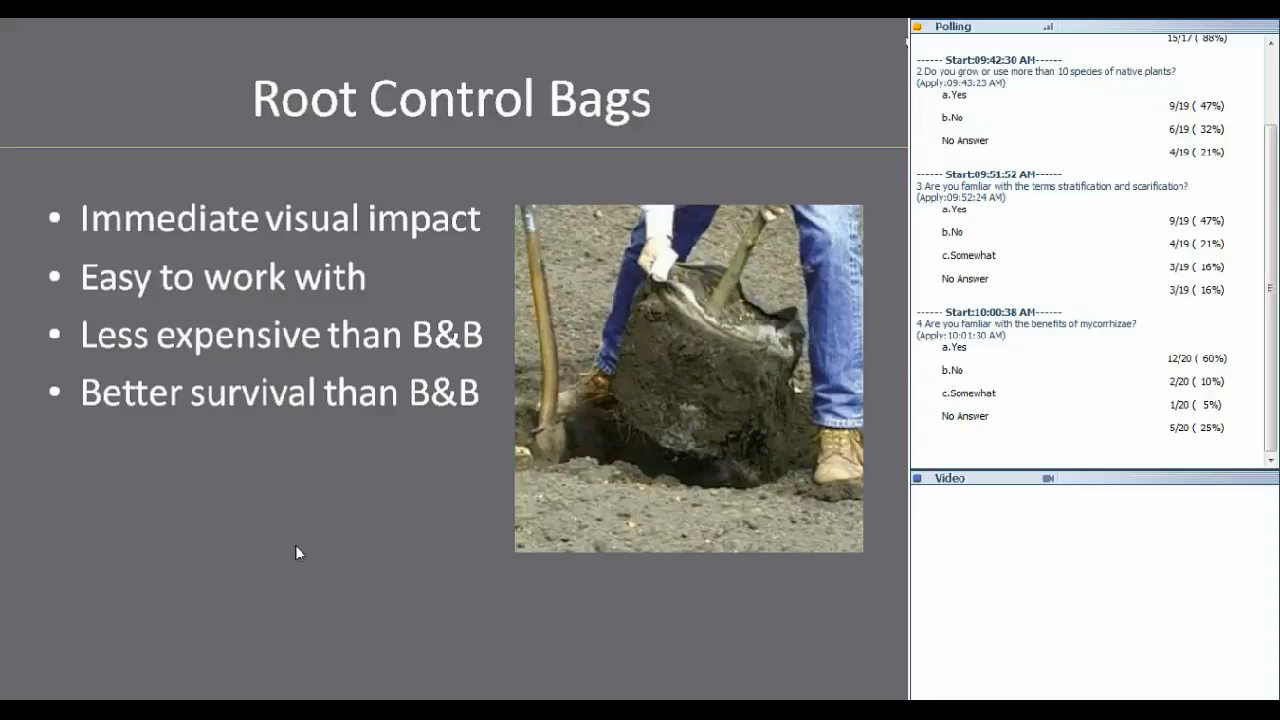 Root Control Bags
• Immediate visual impact
• Easy to work with
• Less expensive than B&B
• Better survival than B&B
Polling
15/17 ( 88%)
------ Start:09:42:30 AM------
2.Do you grow or use more than 10 species of native plants?
(Apply:09:43:23 AM)
a.Yes
9/19 ( 47%)
b.No
6/19 ( 32%)
No Answer
4/19 ( 21%)
------ Start:09:51:52 AM------
3.Are you famliar with the terms stratification and scarification?
(Apply:09:52:24 AM)
a.Yes
9/19 ( 47%)
b.No
4/19 ( 21%)
c.Somewhat
3/19 ( 16%)
No Answer
3/19 ( 16%)
------ Start:10:00:38 AM------
4.Are you famliar with the benefits of mycorrhizae?
(Apply:10:01:30 AM)
a.Yes
12/20 ( 60%)
b.No
2/20 ( 10%)
c.Somewhat
1/20 ( 5%)
No Answer
5/20 ( 25%)
Video